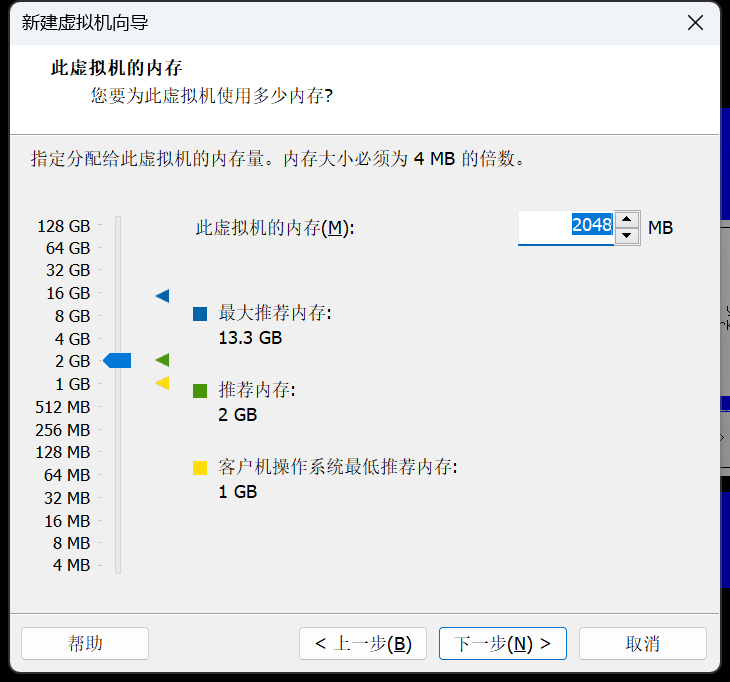 新建虚拟机向导
此虚拟机的内存
您要为此虚拟机使用多少内存?
指定分配给此虚拟机的内存量。内存大小必须为 4 MB 的倍数。
128 GB
64 GB
32 GB
16 GB
8 GB
4 GB
2 GB
1 GB
512 MB
256 MB
128 MB
64 MB
32 MB
16 MB
8 MB
4 MB
此虚拟机的内存(M): 2048 MB
最大推荐内存:
13.3 GB
推荐内存:
2 GB
客户机操作系统最低推荐内存:
1 GB
帮助 < 上一步(B) 下一步(N) > 取消